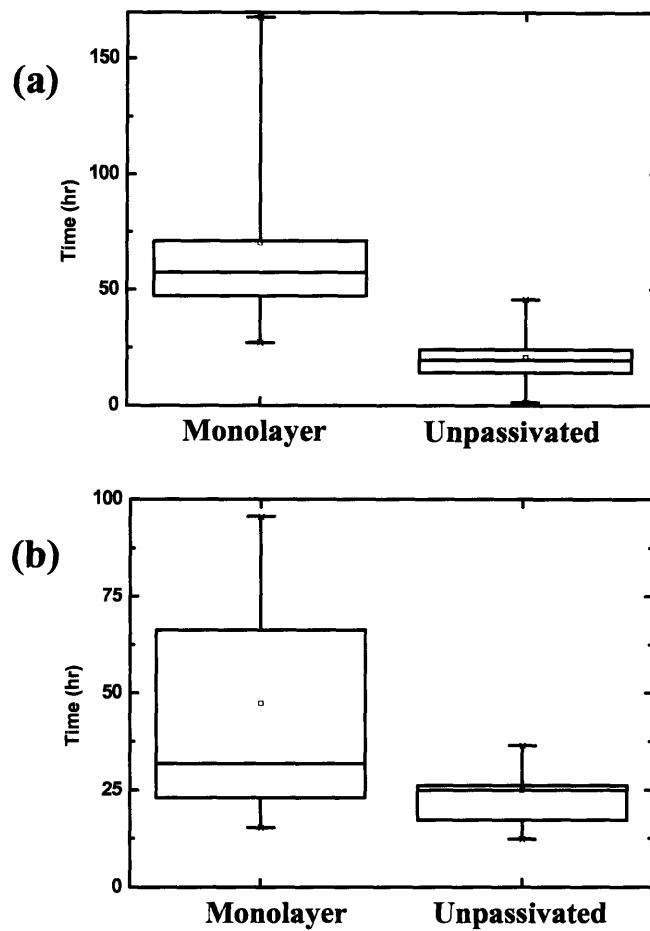 (a)
Time (hr)
150
100
50
0
Monolayer
Unpassivated
(b)
Time (hr)
100
75
50
25
0
Monolayer
Unpassivated